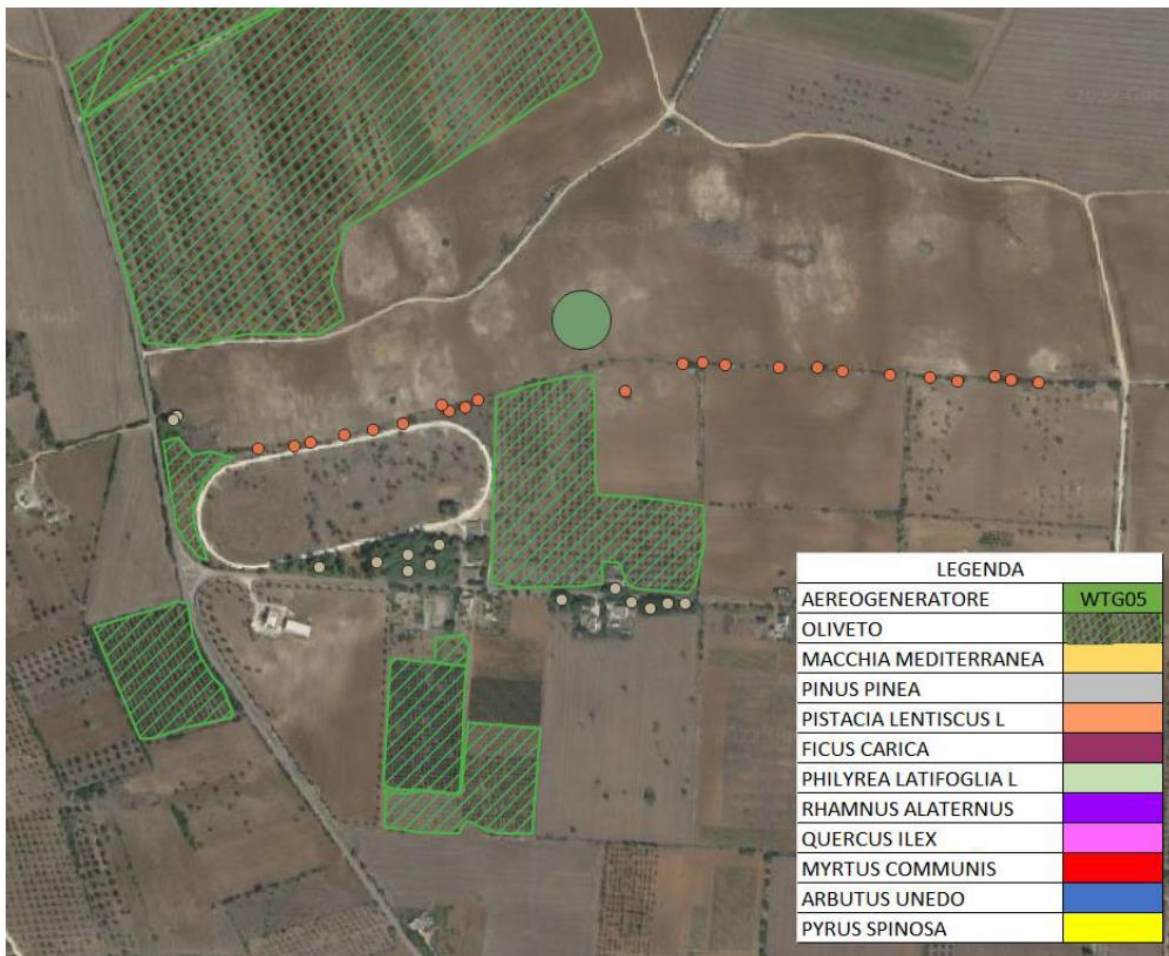 LEGENDA
AEREOGENERATORE WTG05
OLIVETO
MACCHIA MEDITERRANEA
PINUS PINEA
PISTACIA LENTISCUS L
FICUS CARICA
PHILYREA LATIFOGLIA L
RHAMNUS ALATERNUS
QUERCUS ILEX
MYRTUS COMMUNIS
ARBUTUS UNEDO
PYRUS SPINOSA